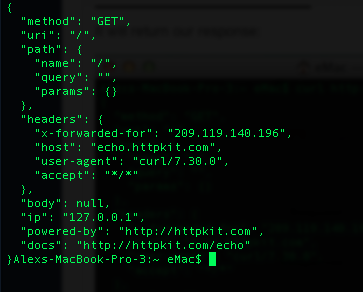 {
  "method": "GET",
  "uri": "/",
  "path": {
    "name": "/",
    "query": "",
    "params": {}
  },
  "headers": {
    "x-forwarded-for": "209.119.140.196",
    "host": "echo.httpkit.com",
    "user-agent": "curl/7.30.0",
    "accept": "*/*"
  },
  "body": null,
  "ip": "127.0.0.1",
  "powered-by": "http://httpkit.com",
  "docs": "http://httpkit.com/echo"
}Alexs-MacBook-Pro-3:~ eMac$